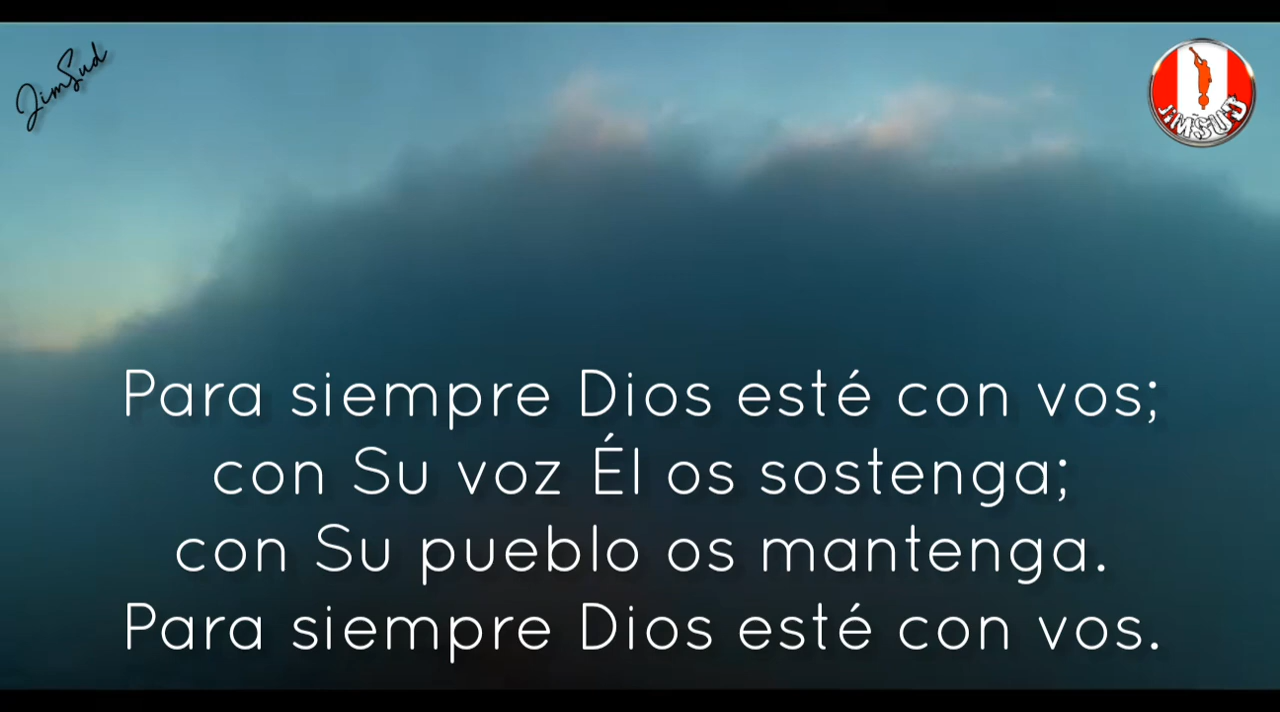 JimSud
JIMSUD
Para siempre Dios esté con vos;
con Su voz Él os sostenga;
con Su pueblo os mantenga.
Para siempre Dios esté con vos.